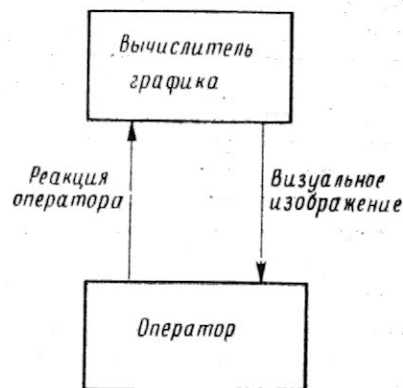 Вычислитель
графика
Реакция
оператора
Визуальное
изображение
Оператор